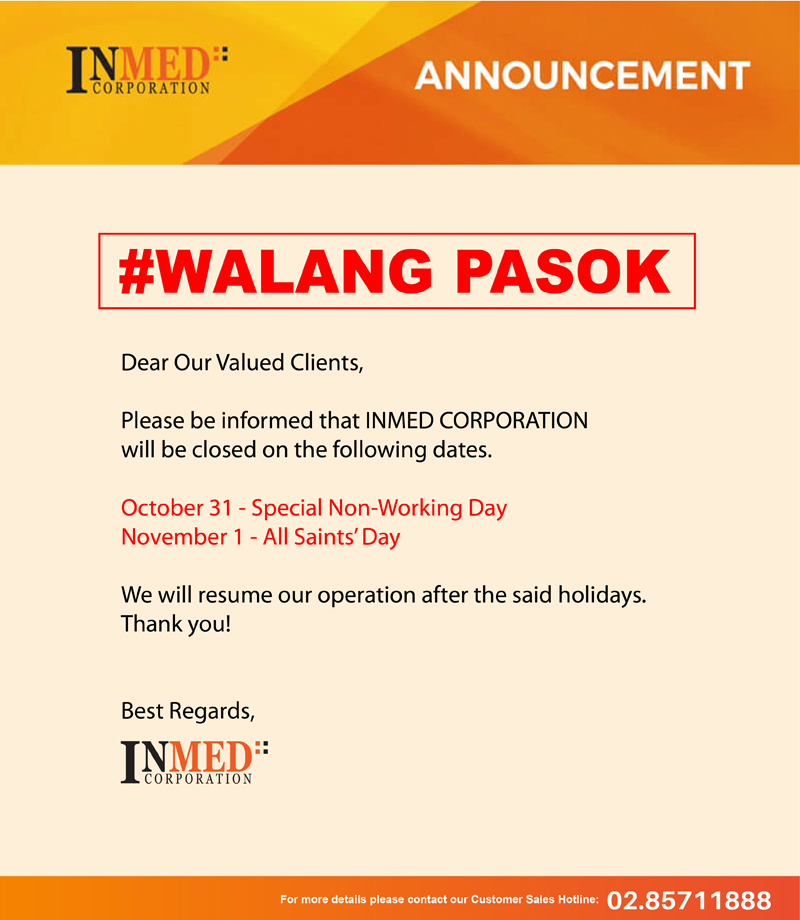 INMED
CORPORATION
ANNOUNCEMENT
#WALANG PASOK
Dear Our Valued Clients,
Please be informed that INMED CORPORATION
will be closed on the following dates.
October 31 - Special Non-Working Day
November 1 - All Saints’ Day
We will resume our operation after the said holidays.
Thank you!
Best Regards,
INMED
CORPORATION
For more details please contact our Customer Sales Hotline: 02.85711888